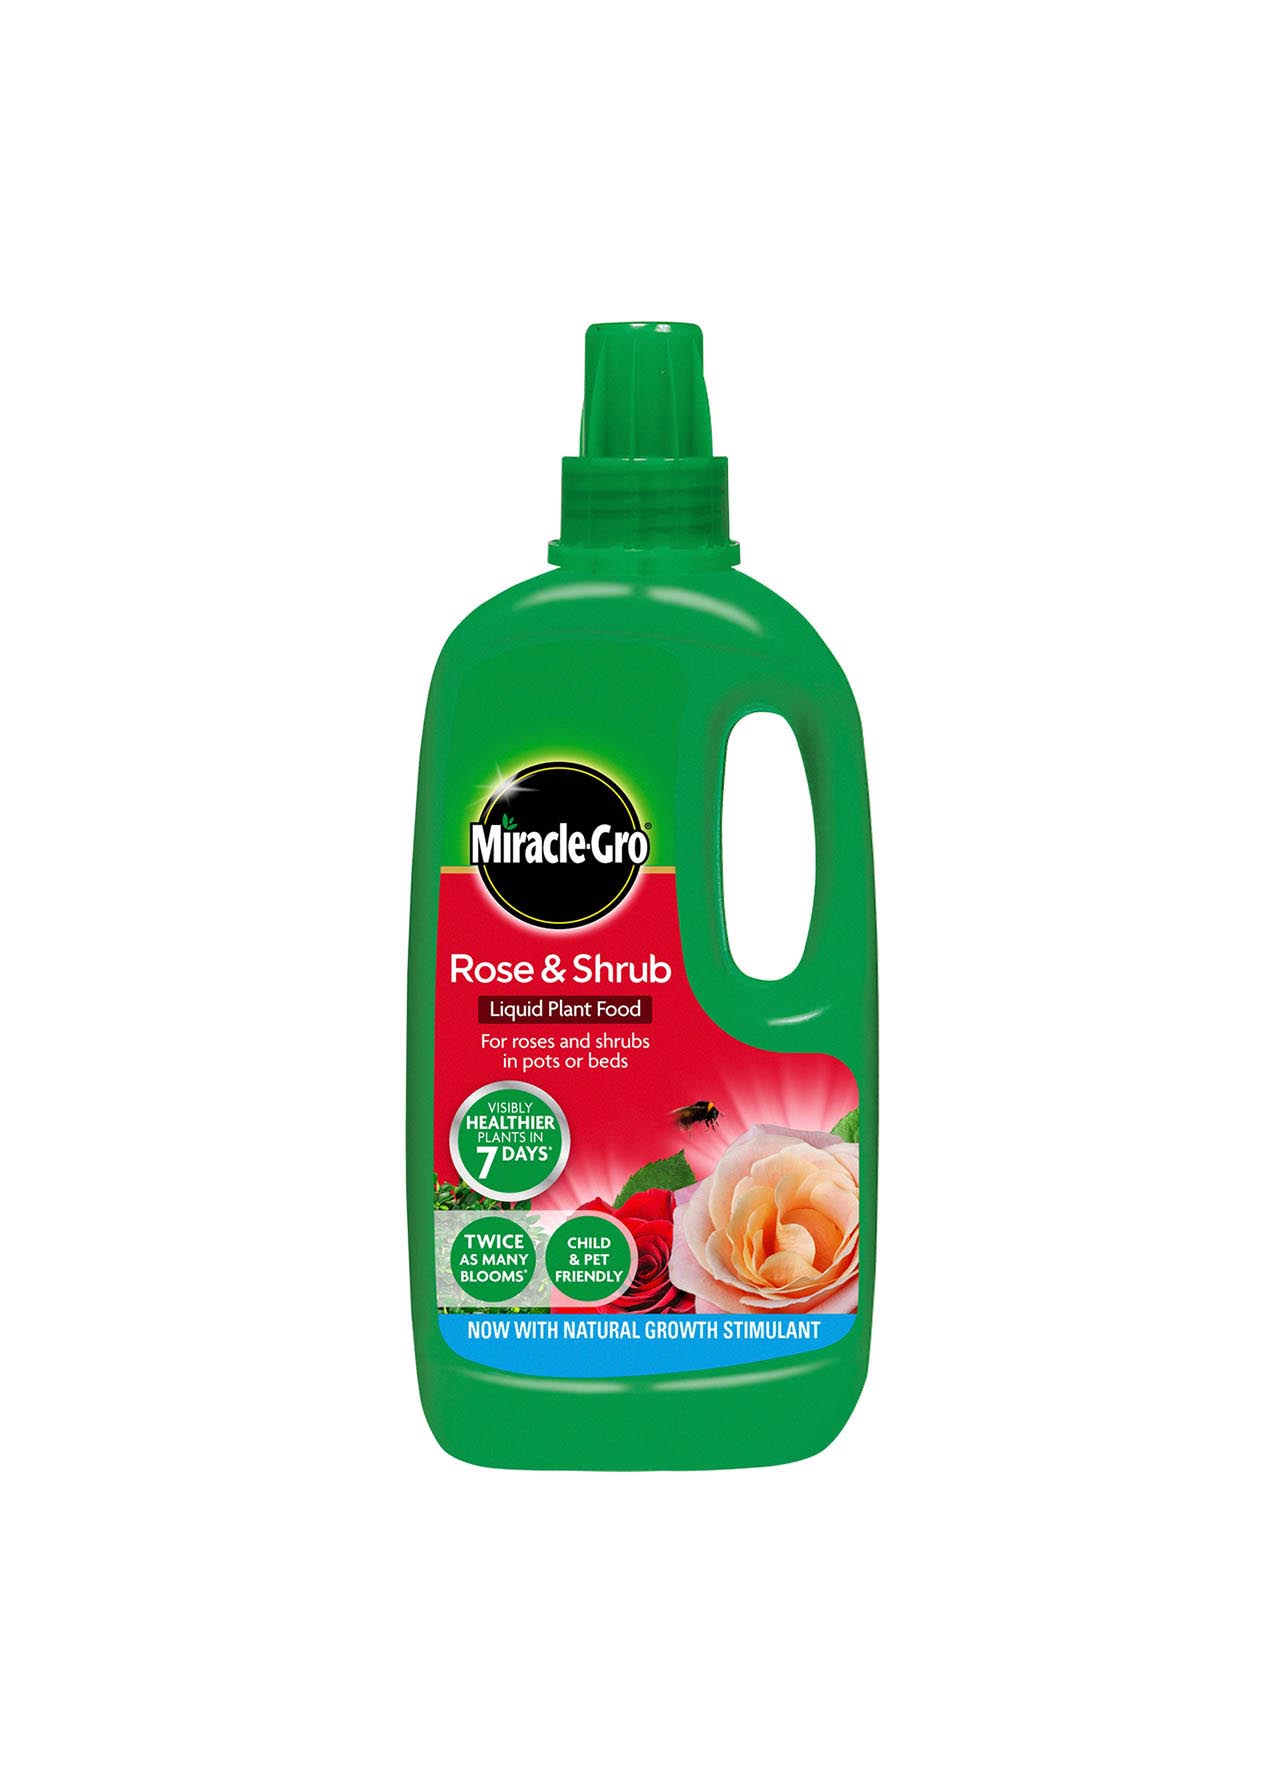 Miracle-Gro®
Rose & Shrub
Liquid Plant Food
For roses and shrubs
in pots or beds
VISIBLY
HEALTHIER
PLANTS IN
7 DAYS*
TWICE
AS MANY
BLOOMS*
CHILD
& PET
FRIENDLY
NOW WITH NATURAL GROWTH STIMULANT